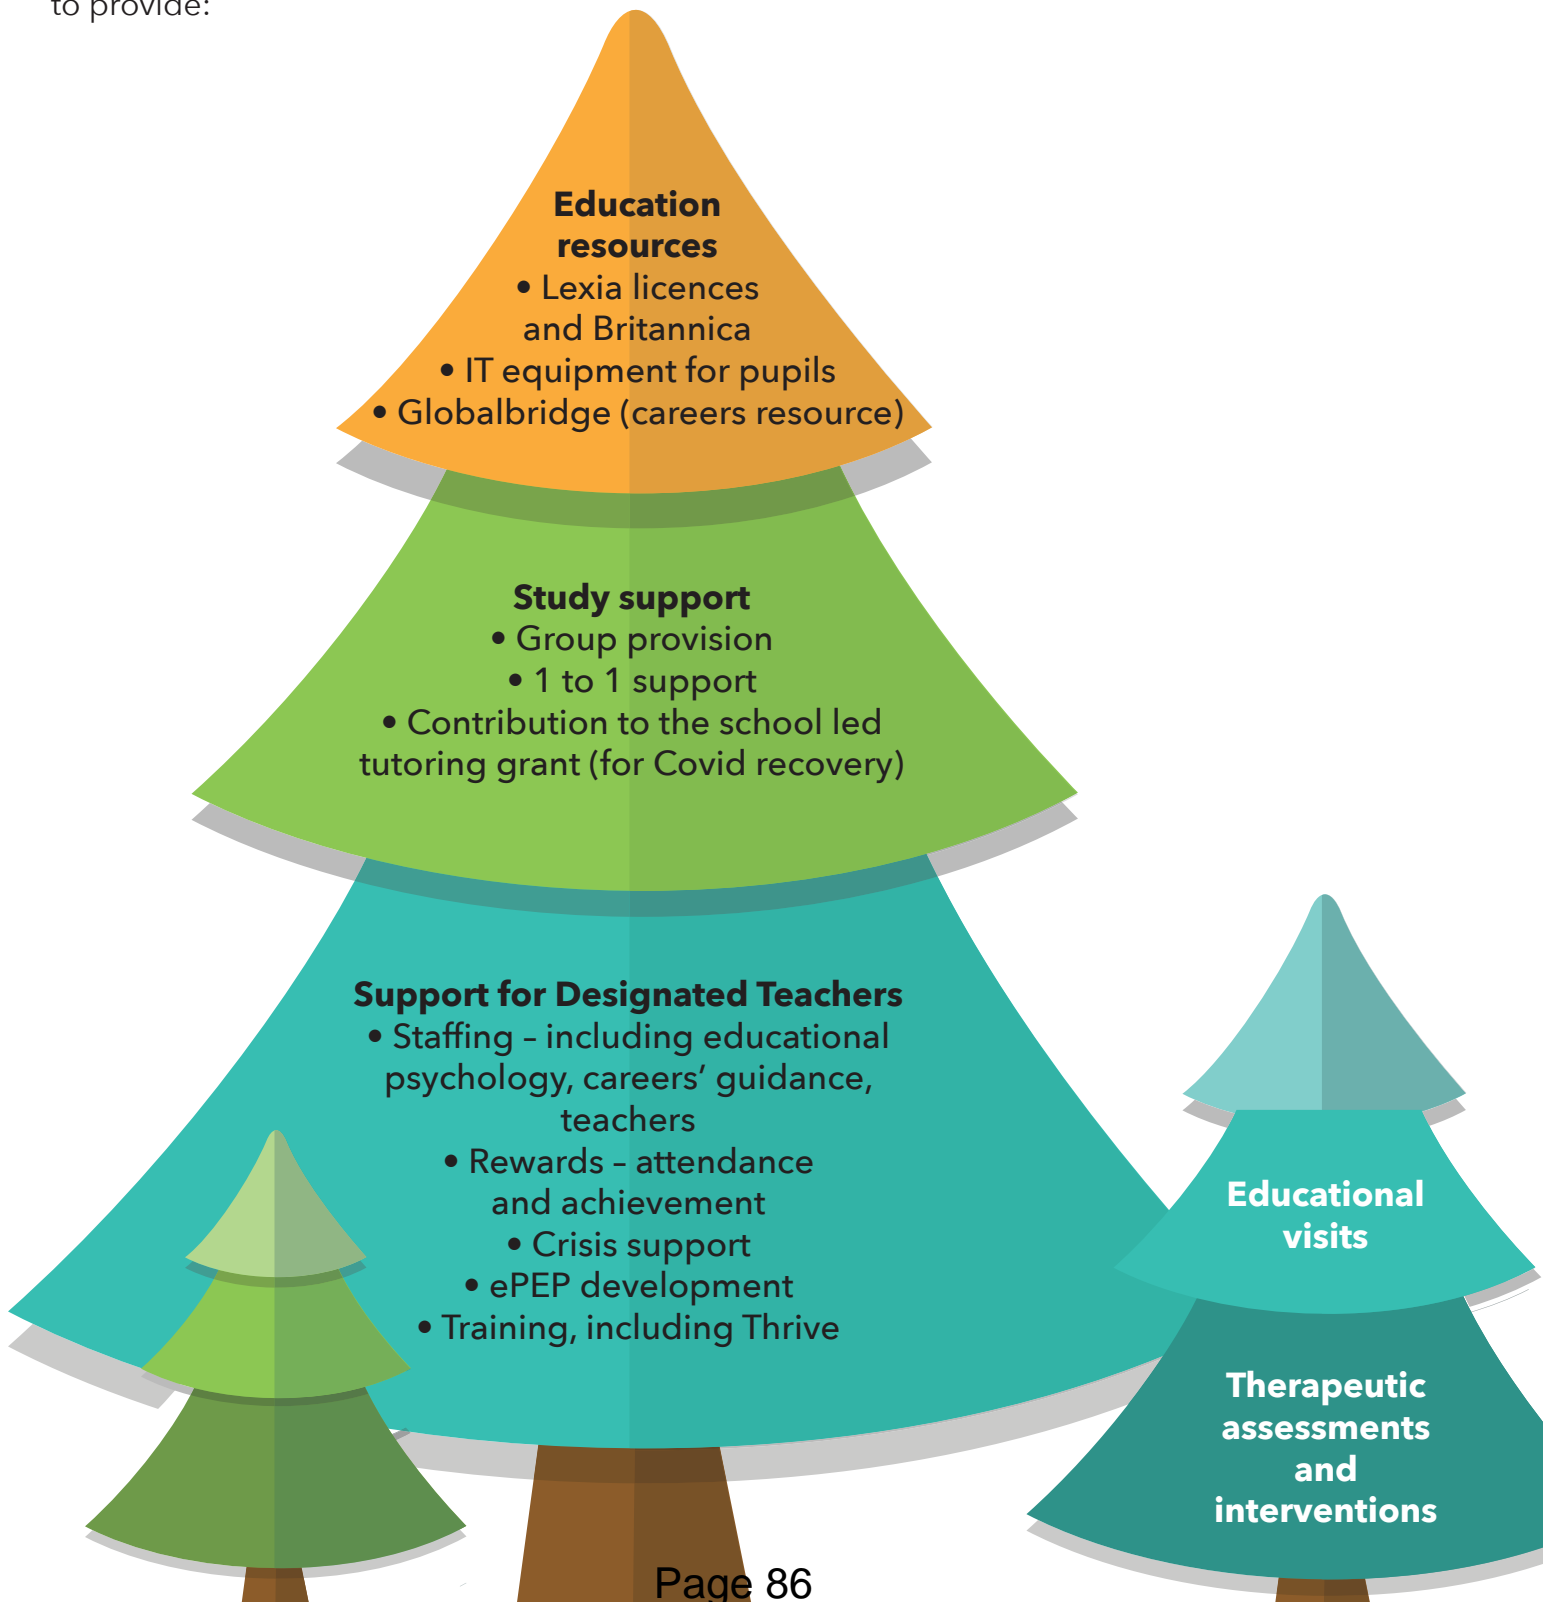 to provide:
Education
resources
• Lexia licences
and Britannica
• IT equipment for pupils
• Globalbridge (careers resource)
Study support
• Group provision
• 1 to 1 support
• Contribution to the school led
tutoring grant (for Covid recovery)
Support for Designated Teachers
• Staffing – including educational
psychology, careers’ guidance,
teachers
• Rewards – attendance
and achievement
• Crisis support
• ePEP development
• Training, including Thrive
Educational
visits
Therapeutic
assessments
and
interventions
Page 86